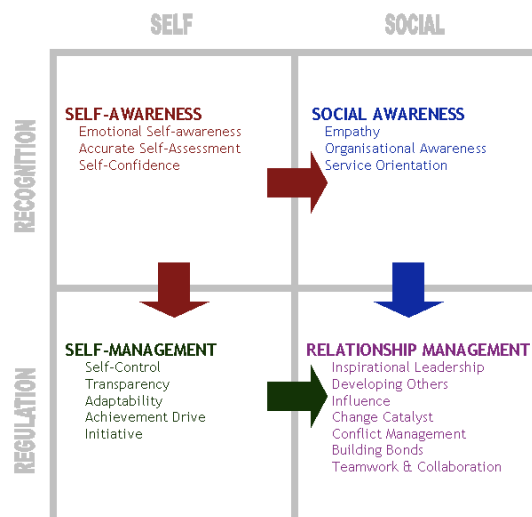 SELF
SOCIAL
RECOGNITION
SELF-AWARENESS
Emotional Self-awareness
Accurate Self-Assessment
Self-Confidence
SOCIAL AWARENESS
Empathy
Organisational Awareness
Service Orientation
REGULATION
SELF-MANAGEMENT
Self-Control
Transparency
Adaptability
Achievement Drive
Initiative
RELATIONSHIP MANAGEMENT
Inspirational Leadership
Developing Others
Influence
Change Catalyst
Conflict Management
Building Bonds
Teamwork & Collaboration